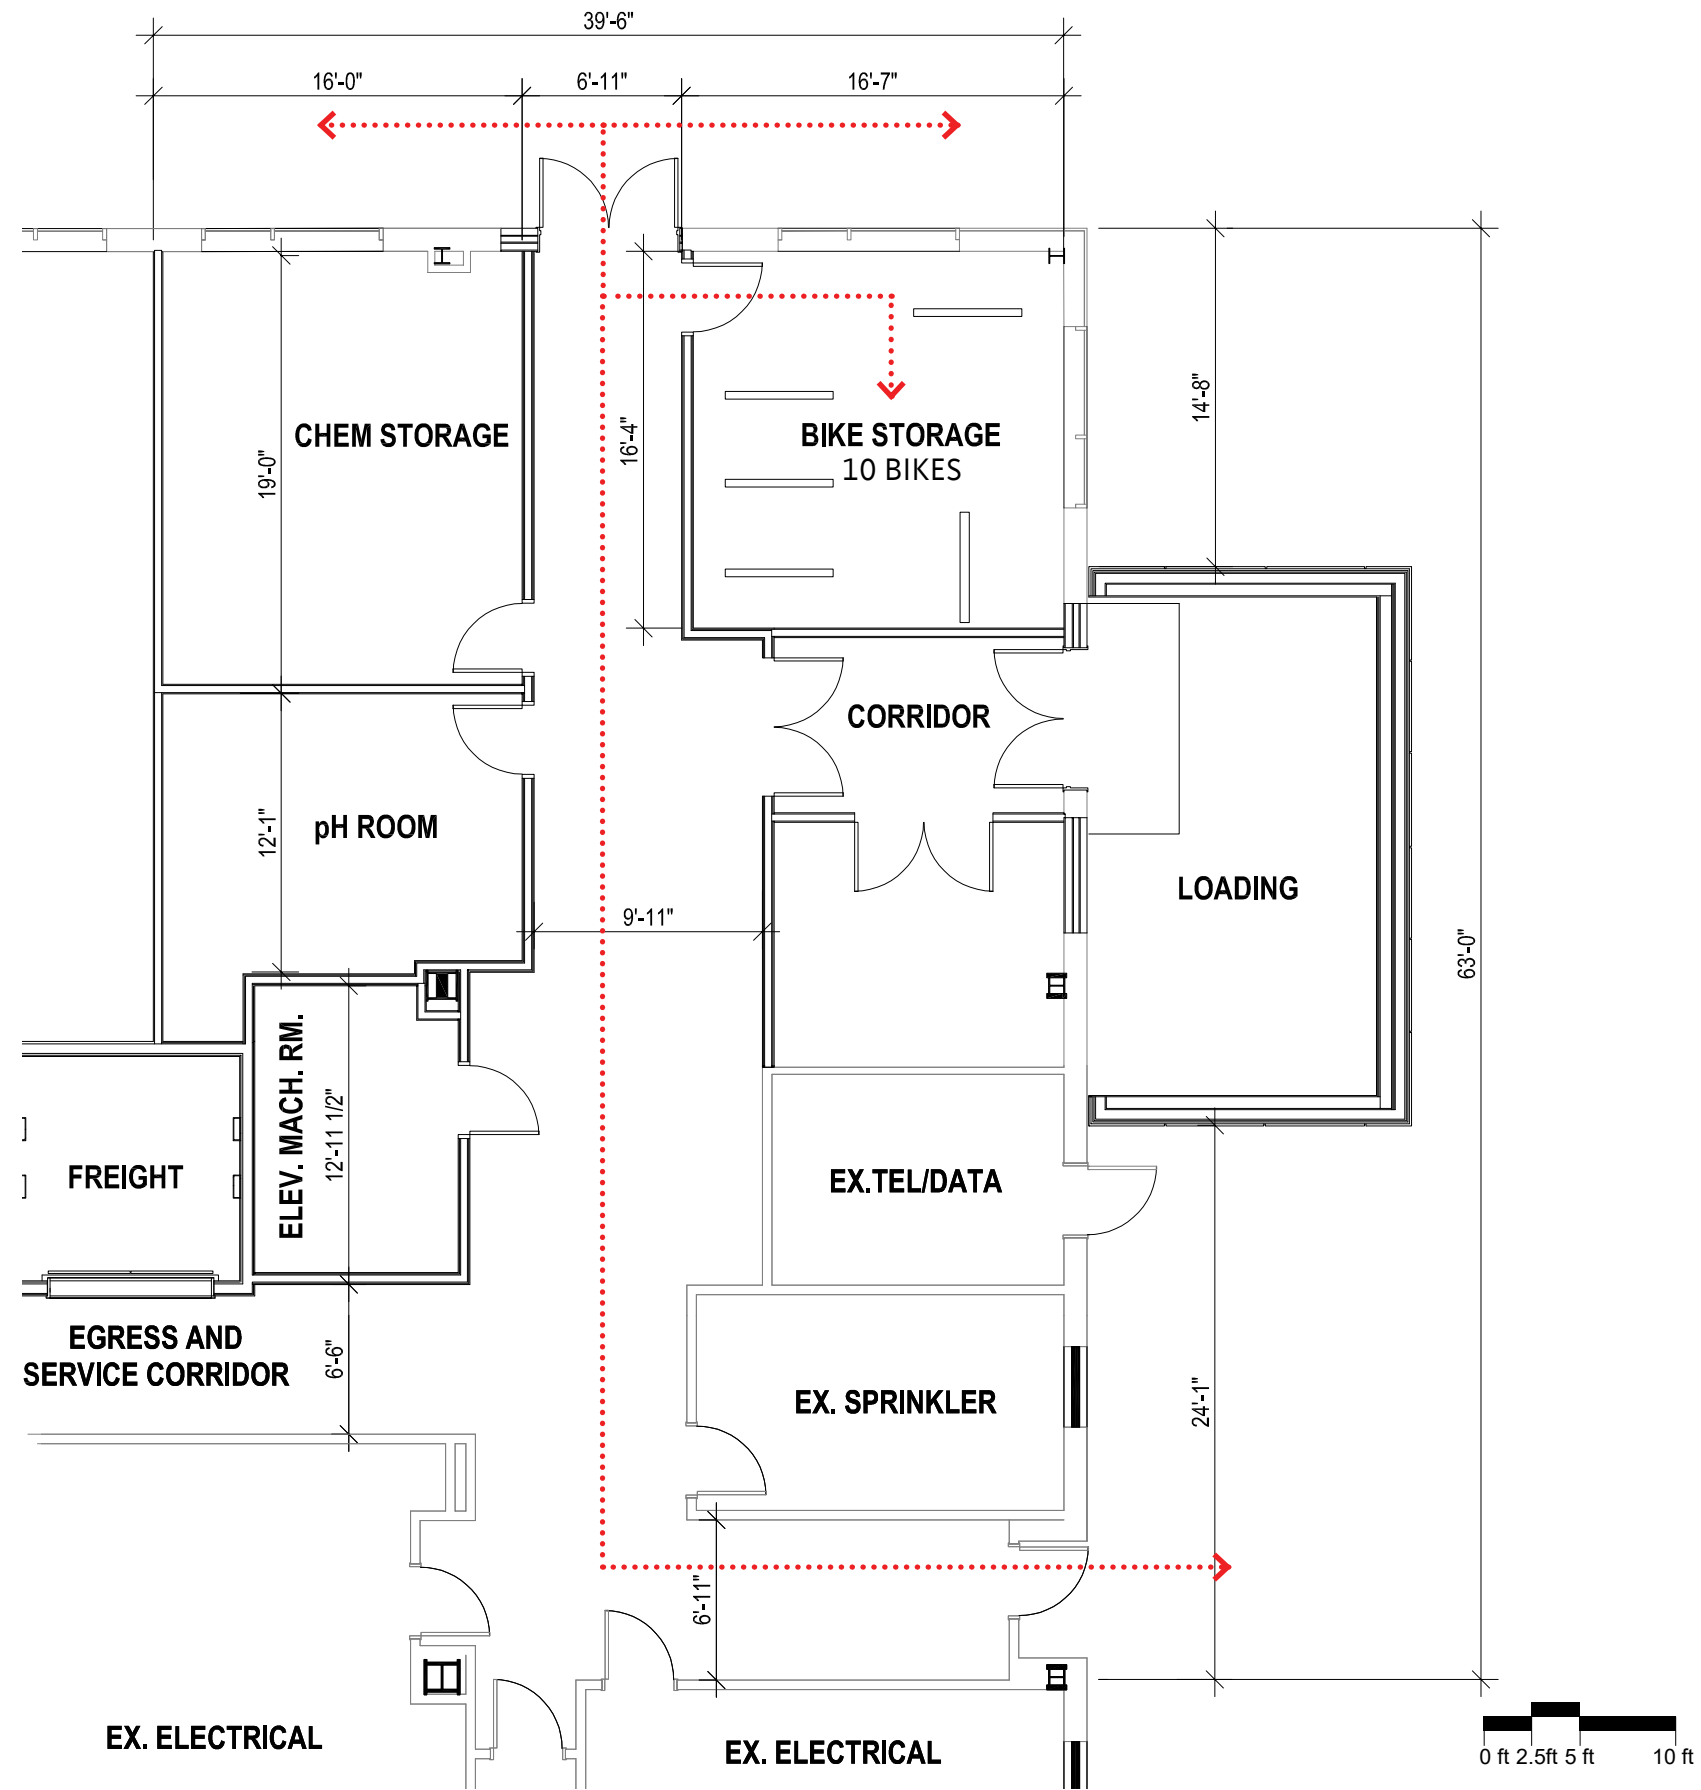 39'-6"
16'-0"
6'-11"
16'-7"
CHEM STORAGE
19'-0"
16'-4"
BIKE STORAGE
10 BIKES
14'-8"
CORRIDOR
pH ROOM
12'-1"
9'-11"
LOADING
63'-0"
ELEV. MACH. RM.
12'-11 1/2"
FREIGHT
EX.TEL/DATA
EGRESS AND
SERVICE CORRIDOR
6'-6"
EX. SPRINKLER
24'-1"
6'-11"
EX. ELECTRICAL
EX. ELECTRICAL
0 ft 2.5ft 5 ft 10 ft